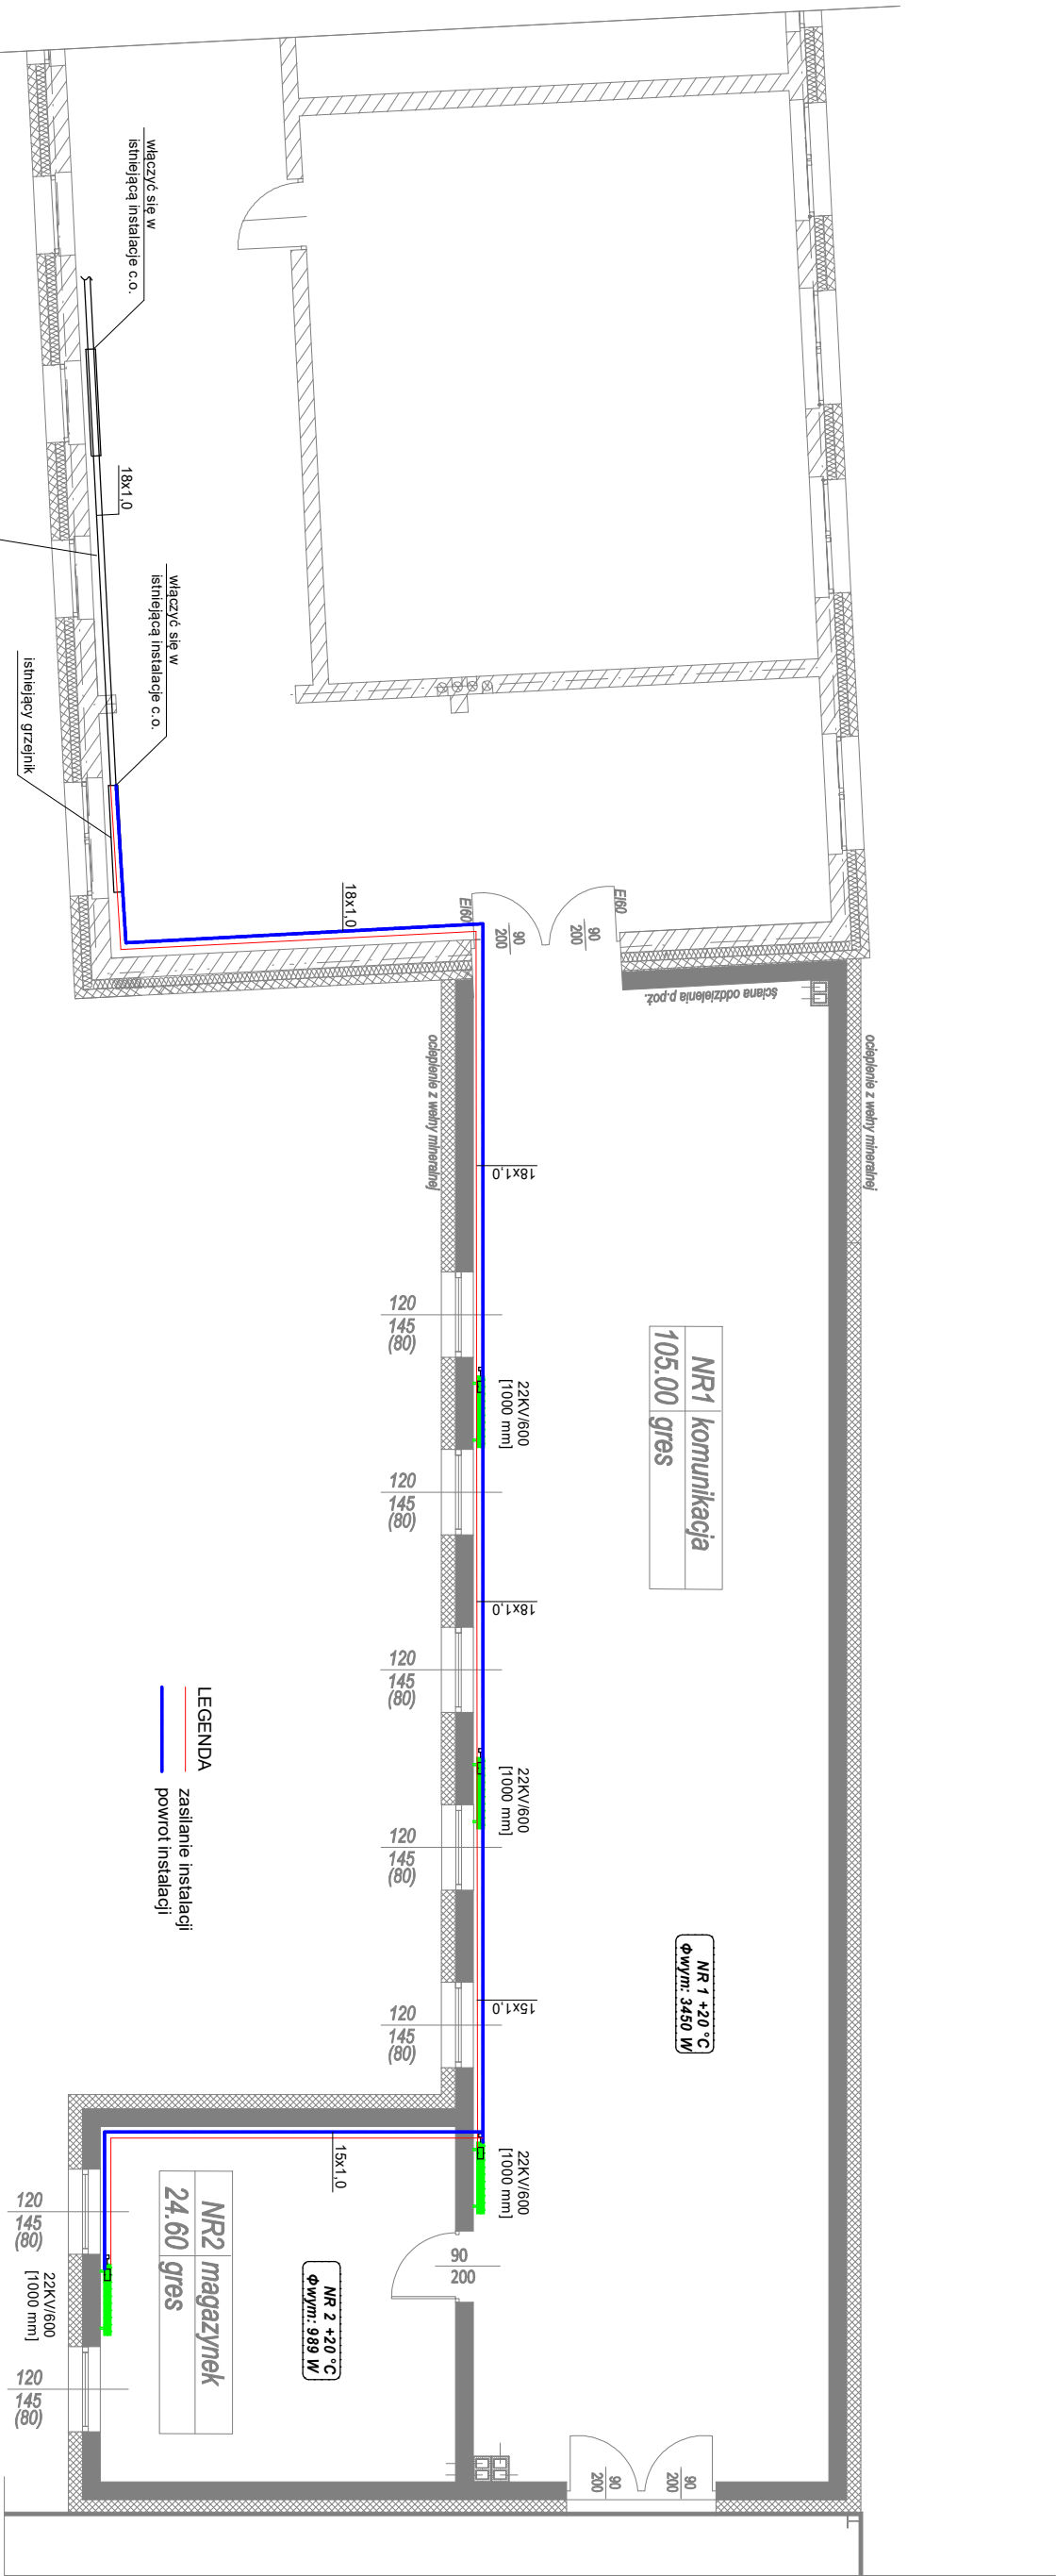 włączyć się w
istniejącą instalacje c.o.
18x1,0
włączyć się w
istniejącą instalacje c.o.
istniejący grzejnik
18x1,0
EI60
EI60
90
200
90
200
ściana oddzielenia p.poż.
ocieplenie z wełny mineralnej
ocieplenie z wełny mineralnej
18x1,0
120
145
(80)
22KV/600
[1000 mm]
NR1 komunikacja
105.00 gres
120
145
(80)
18x1,0
120
145
(80)
22KV/600
[1000 mm]
120
145
(80)
LEGENDA
zasilanie instalacji
powrot instalacji
NR 1 +20 °C
Φwym: 3450 W
15x1,0
120
145
(80)
15x1,0
22KV/600
[1000 mm]
NR2 magazynek
24.60 gres
120
145
(80)
90
200
NR 2 +20 °C
Φwym: 989 W
22KV/600
[1000 mm]
120
145
(80)
90
200
90
200